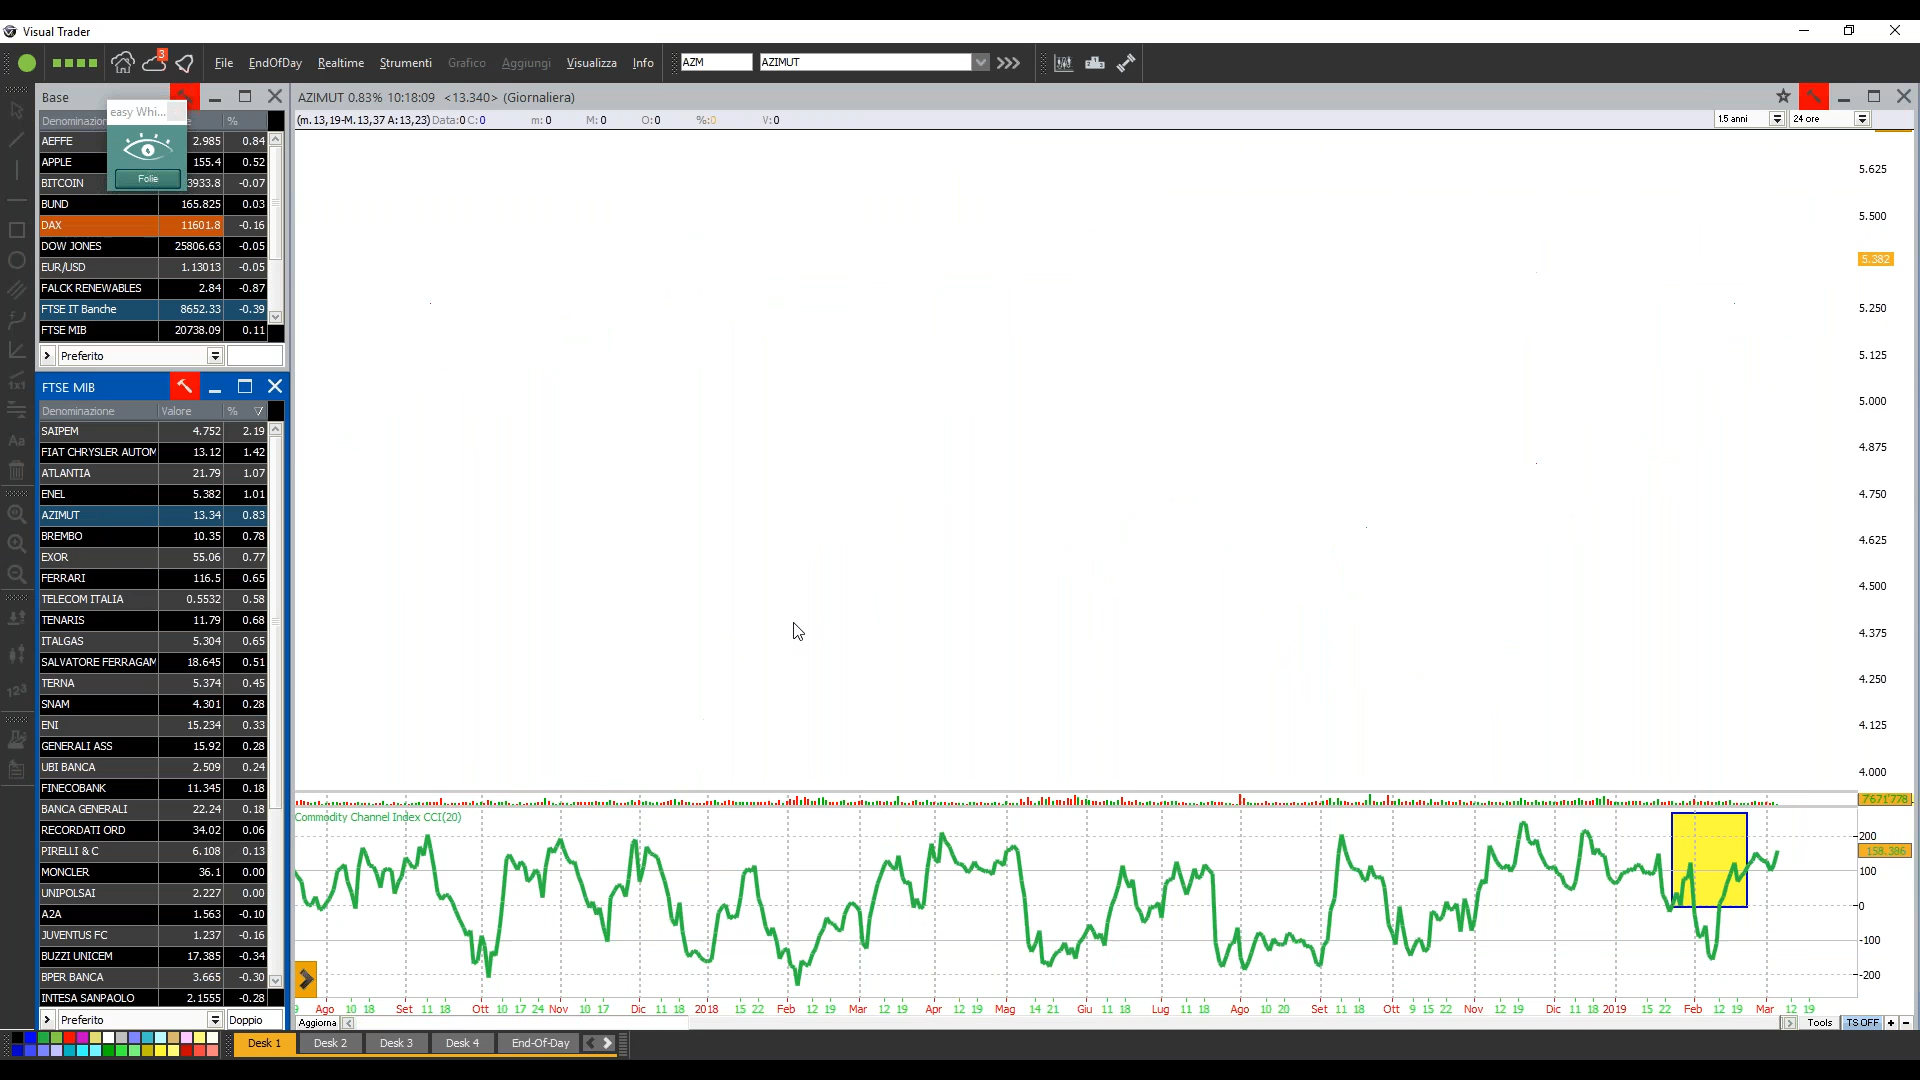 Visual Trader
3
File EndOfDay Realtime Strumenti Grafico Aggiungi Visualizza Info AZM AZIMUT
Base
easy Whi...
Folie
Denominazion %
AEFFE 2.985 0.84
APPLE 155.4 0.52
BITCOIN 3933.8 -0.07
BUND 165.825 0.03
DAX 11601.8 -0.16
DOW JONES 25806.63 -0.05
EUR/USD 1.13013 -0.05
FALCK RENEWABLES 2.84 -0.87
FTSE IT Banche 8652.33 -0.39
FTSE MIB 20738.09 0.11
Preferito
FTSE MIB
Denominazione Valore %
SAIPEM 4.752 2.19
FIAT CHRYSLER AUTOM 13.12 1.42
ATLANTIA 21.79 1.07
ENEL 5.382 1.01
AZIMUT 13.34 0.83
BREMBO 10.35 0.78
EXOR 55.06 0.77
FERRARI 116.5 0.65
TELECOM ITALIA 0.5532 0.58
TENARIS 11.79 0.68
ITALGAS 5.304 0.65
SALVATORE FERRAGAM 18.645 0.51
TERNA 5.374 0.45
SNAM 4.301 0.28
ENI 15.234 0.33
GENERALI ASS 15.92 0.28
UBI BANCA 2.509 0.24
FINECOBANK 11.345 0.18
BANCA GENERALI 22.24 0.18
RECORDATI ORD 34.02 0.06
PIRELLI & C 6.108 0.13
MONCLER 36.1 0.00
UNIPOLSAI 2.227 0.00
A2A 1.563 -0.10
JUVENTUS FC 1.237 -0.16
BUZZI UNICEM 17.385 -0.34
BPER BANCA 3.665 -0.30
INTESA SANPAOLO 2.1555 -0.28
Preferito Doppio
1x1
Aa
123
AZIMUT 0.83% 10:18:09 <13.340> (Giornaliera)
(m.13,19-M.13,37 A:13,23) Data:0 C:0 m:0 M:0 O:0 %:0 V:0
1.5 anni 24 ore
5.625
5.500
5.382
5.250
5.125
5.000
4.875
4.750
4.625
4.500
4.375
4.250
4.125
4.000
7671'778
Commodity Channel Index CCI(20)
200
158.386
100
0
-100
-200
9 Ago 10 18 Set 11 18 Ott 10 17 24 Nov 10 17 Dic 11 18 2018 15 22 Feb 12 19 Mar 12 19 Apr 12 19 Mag 14 21 Giu 11 18 Lug 11 18 Ago 10 20 Set 11 18 Ott 9 15 22 Nov 12 19 Dic 11 18 2019 15 22 Feb 12 19 Mar 12 19
Aggiorna Tools TS OFF + -
Desk 1 Desk 2 Desk 3 Desk 4 End-Of-Day